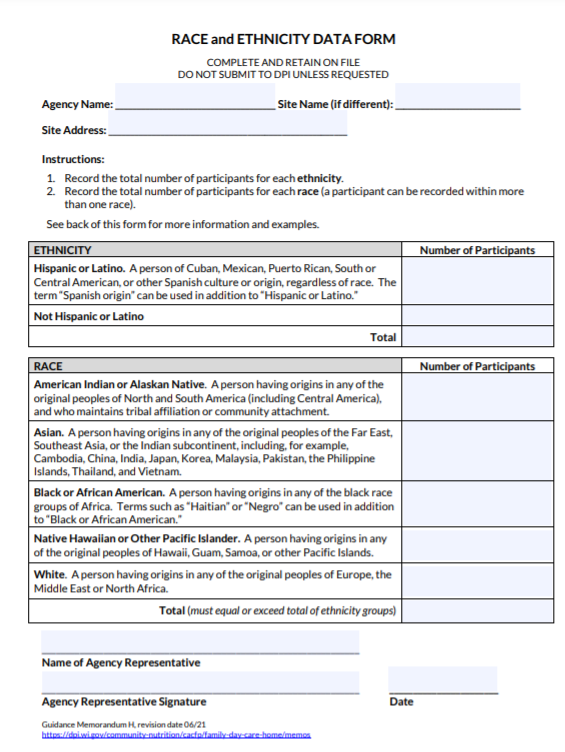 RACE and ETHNICITY DATA FORM
COMPLETE AND RETAIN ON FILE
DO NOT SUBMIT TO DPI UNLESS REQUESTED
Agency Name: Site Name (if different):
Site Address:
Instructions:
1. Record the total number of participants for each ethnicity.
2. Record the total number of participants for each race (a participant can be recorded within more
than one race).
See back of this form for more information and examples.
ETHNICITY Number of Participants
Hispanic or Latino. A person of Cuban, Mexican, Puerto Rican, South or
Central American, or other Spanish culture or origin, regardless of race. The
term “Spanish origin” can be used in addition to “Hispanic or Latino.”
Not Hispanic or Latino
Total
RACE Number of Participants
American Indian or Alaskan Native. A person having origins in any of the
original peoples of North and South America (including Central America),
and who maintains tribal affiliation or community attachment.
Asian. A person having origins in any of the original peoples of the Far East,
Southeast Asia, or the Indian subcontinent, including, for example,
Cambodia, China, India, Japan, Korea, Malaysia, Pakistan, the Philippine
Islands, Thailand, and Vietnam.
Black or African American. A person having origins in any of the black race
groups of Africa. Terms such as “Haitian” or “Negro” can be used in addition
to “Black or African American.”
Native Hawaiian or Other Pacific Islander. A person having origins in any
of the original peoples of Hawaii, Guam, Samoa, or other Pacific Islands.
White. A person having origins in any of the original peoples of Europe, the
Middle East or North Africa.
Total (must equal or exceed total of ethnicity groups)
Name of Agency Representative
Agency Representative Signature Date
Guidance Memorandum H, revision date 06/21
https://dpi.wi.gov/community-nutrition/cacfp/family-day-care-home/memos